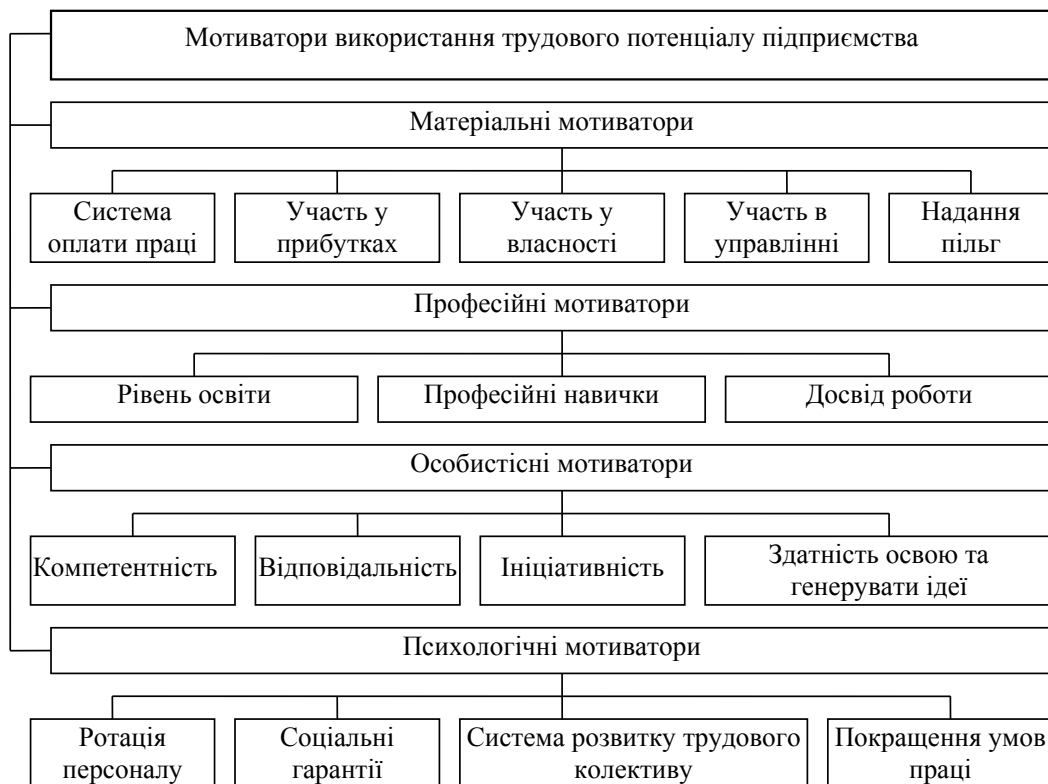 Мотиватори використання трудового потенціалу підприємства
Матеріальні мотиватори
Система
оплати праці
Участь у
прибутках
Участь у
власності
Участь в
управлінні
Надання
пільг
Професійні мотиватори
Рівень освіти
Професійні навички
Досвід роботи
Особистісні мотиватори
Компетентність
Відповідальність
Ініціативність
Здатність освою та
генерувати ідеї
Психологічні мотиватори
Ротація
персоналу
Соціальні
гарантії
Система розвитку трудового
колективу
Покращення умов
праці